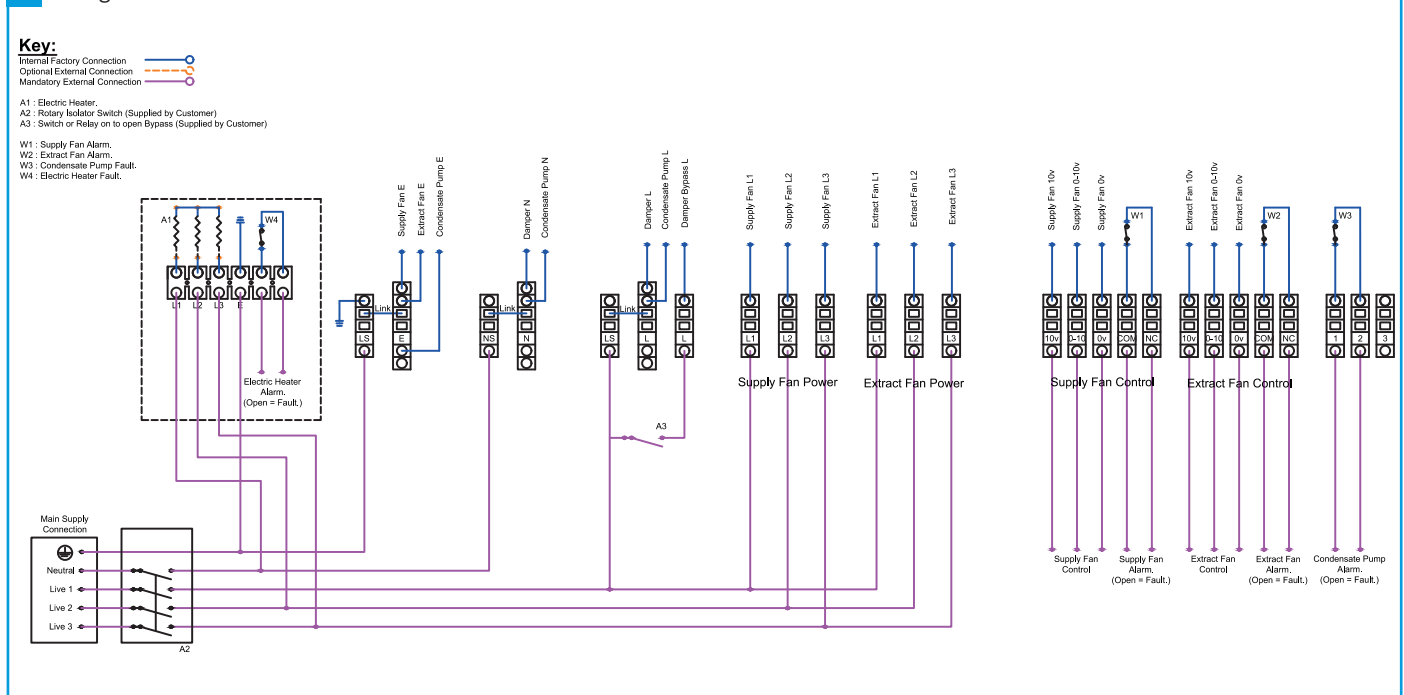 Key:
Internal Factory Connection
Optional External Connection
Mandatory External Connection
A1 : Electric Heater.
A2 : Rotary Isolator Switch (Supplied by Customer)
A3 : Switch or Relay on to open Bypass (Supplied by Customer)
W1 : Supply Fan Alarm.
W2 : Extract Fan Alarm.
W3 : Condensate Pump Fault.
W4 : Electric Heater Fault.
A1
W4
L1 L2 L3 E
Electric Heater
Alarm.
(Open = Fault.)
Supply Fan E
Extract Fan E
Condensate Pump E
Link
LS E
Damper N
Condensate Pump N
Link
NS N
Damper L
Condensate Pump L
Damper Bypass L
Link
LS L L
A3
Supply Fan L1
Supply Fan L2
Supply Fan L3
L1 L2 L3
Supply Fan Power
Extract Fan L1
Extract Fan L2
Extract Fan L3
L1 L2 L3
Extract Fan Power
Supply Fan 10v
Supply Fan 0-10v
Supply Fan 0v
W1
10v 0-10 0v COM NC
Supply Fan Control
Extract Fan 10v
Extract Fan 0-10v
Extract Fan 0v
W2
10v 0-10 0v COM NC
Extract Fan Control
W3
1 2 3
Main Supply
Connection
Neutral
Live 1
Live 2
Live 3
A2
Supply Fan
Control
Supply Fan
Alarm.
(Open = Fault.)
Extract Fan
Control
Extract Fan
Alarm.
(Open = Fault.)
Condensate Pump
Alarm.
(Open = Fault.)